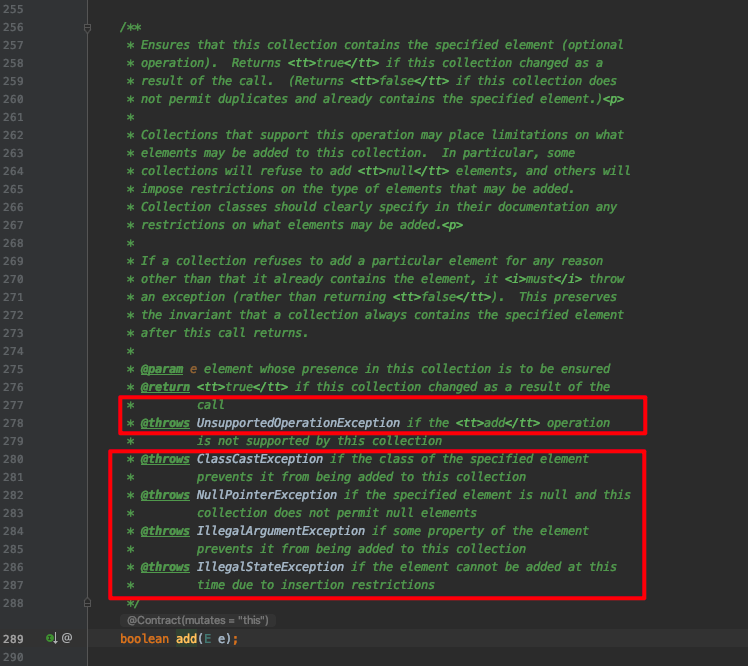 255
256 /**
257 * Ensures that this collection contains the specified element (optional
258 * operation).  Returns <tt>true</tt> if this collection changed as a
259 * result of the call.  (Returns <tt>false</tt> if this collection does
260 * not permit duplicates and already contains the specified element.)<p>
261 *
262 * Collections that support this operation may place limitations on what
263 * elements may be added to this collection.  In particular, some
264 * collections will refuse to add <tt>null</tt> elements, and others will
265 * impose restrictions on the type of elements that may be added.
266 * Collection classes should clearly specify in their documentation any
267 * restrictions on what elements may be added.<p>
268 *
269 * If a collection refuses to add a particular element for any reason
270 * other than that it already contains the element, it <i>must</i> throw
271 * an exception (rather than returning <tt>false</tt>).  This preserves
272 * the invariant that a collection always contains the specified element
273 * after this call returns.
274 *
275 * @param e element whose presence in this collection is to be ensured
276 * @return <tt>true</tt> if this collection changed as a result of the
277 *         call
278 * @throws UnsupportedOperationException if the <tt>add</tt> operation
279 *         is not supported by this collection
280 * @throws ClassCastException if the class of the specified element
281 *         prevents it from being added to this collection
282 * @throws NullPointerException if the specified element is null and this
283 *         collection does not permit null elements
284 * @throws IllegalArgumentException if some property of the element
285 *         prevents it from being added to this collection
286 * @throws IllegalStateException if the element cannot be added at this
287 *         time due to insertion restrictions
288 */
@Contract(mutates = "this")
289 @ boolean add(E e);
290